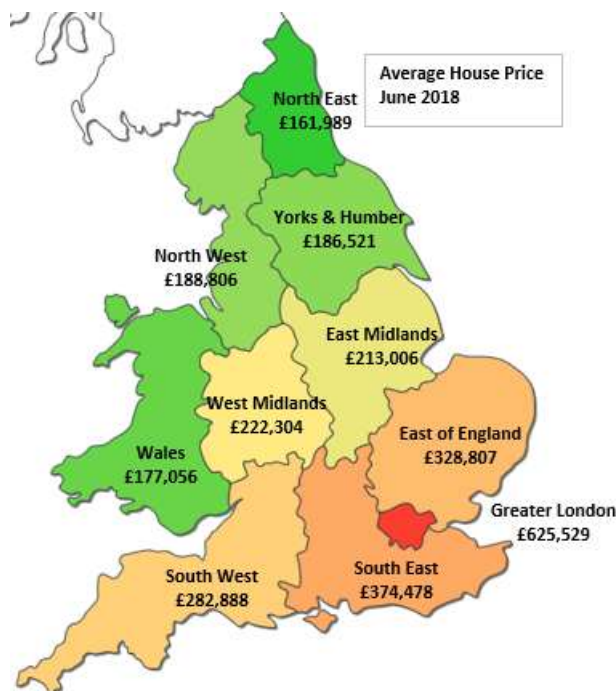 Average House Price
June 2018
North East
£161,989
Yorks & Humber
£186,521
North West
£188,806
East Midlands
£213,006
West Midlands
£222,304
East of England
£328,807
Wales
£177,056
Greater London
£625,529
South West
£282,888
South East
£374,478